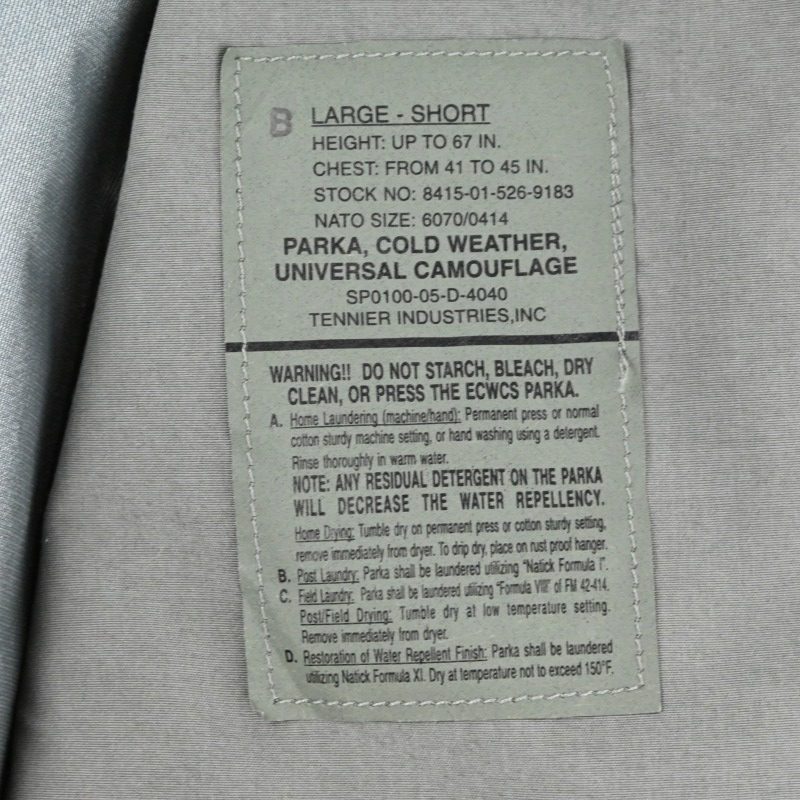 B LARGE - SHORT
HEIGHT: UP TO 67 IN.
CHEST: FROM 41 TO 45 IN.
STOCK NO: 8415-01-526-9183
NATO SIZE: 6070/0414
PARKA, COLD WEATHER,
UNIVERSAL CAMOUFLAGE
SP0100-05-D-4040
TENNIER INDUSTRIES,INC
WARNING!! DO NOT STARCH, BLEACH, DRY
CLEAN, OR PRESS THE ECWCS PARKA.
A. Home Laundering (machine/hand): Permanent press or normal
cotton sturdy machine setting, or hand washing using a detergent.
Rinse thoroughly in warm water.
NOTE: ANY RESIDUAL DETERGENT ON THE PARKA
WILL DECREASE THE WATER REPELLENCY.
Home Drying: Tumble dry on permanent press or cotton sturdy setting,
remove immediately from dryer. To drip dry, place on rust proof hanger.
B. Post Laundry: Parka shall be laundered utilizing "Natick Formula I".
C. Field Laundry: Parka shall be laundered utilizing "Formula VIII" of FM 42-414.
Post/Field Drying: Tumble dry at low temperature setting.
Remove immediately from dryer.
D. Restoration of Water Repellent Finish: Parka shall be laundered
utilizing Natick Formula XI. Dry at temperature not to exceed 150°F.